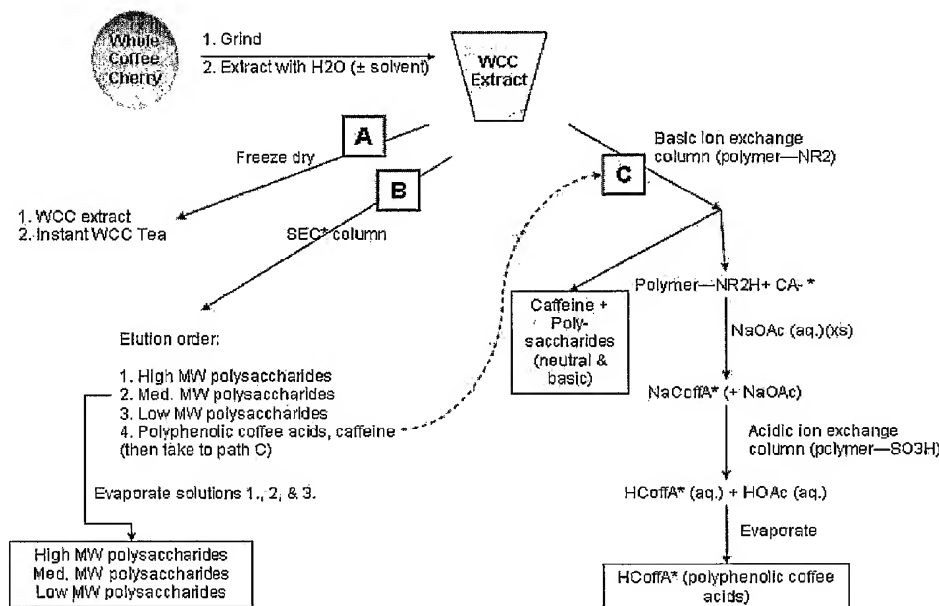 Whole
Coffee
Cherry
1. Grind
2. Extract with H2O (± solvent)
WCC
Extract
A
Freeze dry
B
C
Basic ion exchange
column (polymer—NR2)
1. WCC extract
2. Instant WCC Tea
SEC* column
Elution order:
1. High MW polysaccharides
2. Med. MW polysaccharides
3. Low MW polysaccharides
4. Polyphenolic coffee acids, caffeine
(then take to path C)
Evaporate solutions 1., 2, & 3.
High MW polysaccharides
Med. MW polysaccharides
Low MW polysaccharides
Caffeine +
Poly-
saccharides
(neutral &
basic)
Polymer—NR2H+ CA- *
NaOAc (aq.)(xs)
NaCoffA* (+ NaOAc)
Acidic ion exchange
column (polymer—SO3H)
HCoffA* (aq.) + HOAc (aq.)
Evaporate
HCoffA* (polyphenolic coffee
acids)